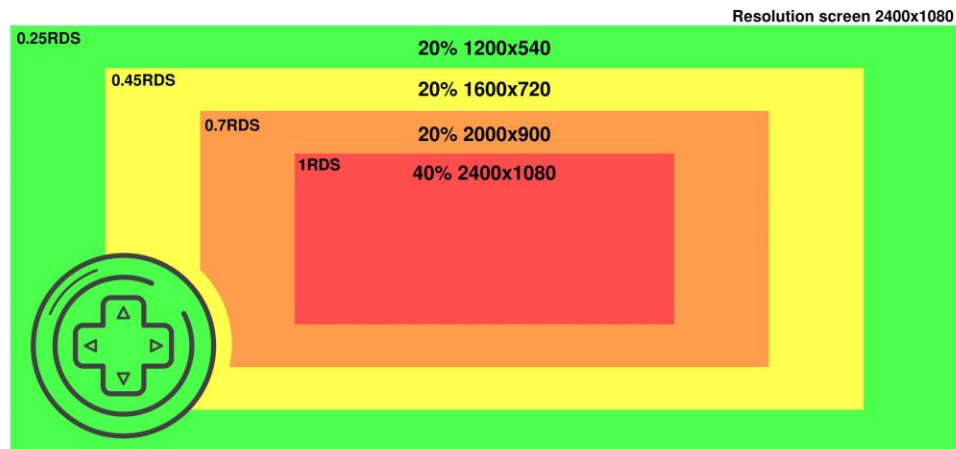 Resolution screen 2400x1080
0.25RDS
20% 1200x540
0.45RDS
20% 1600x720
0.7RDS
20% 2000x900
1RDS
40% 2400x1080